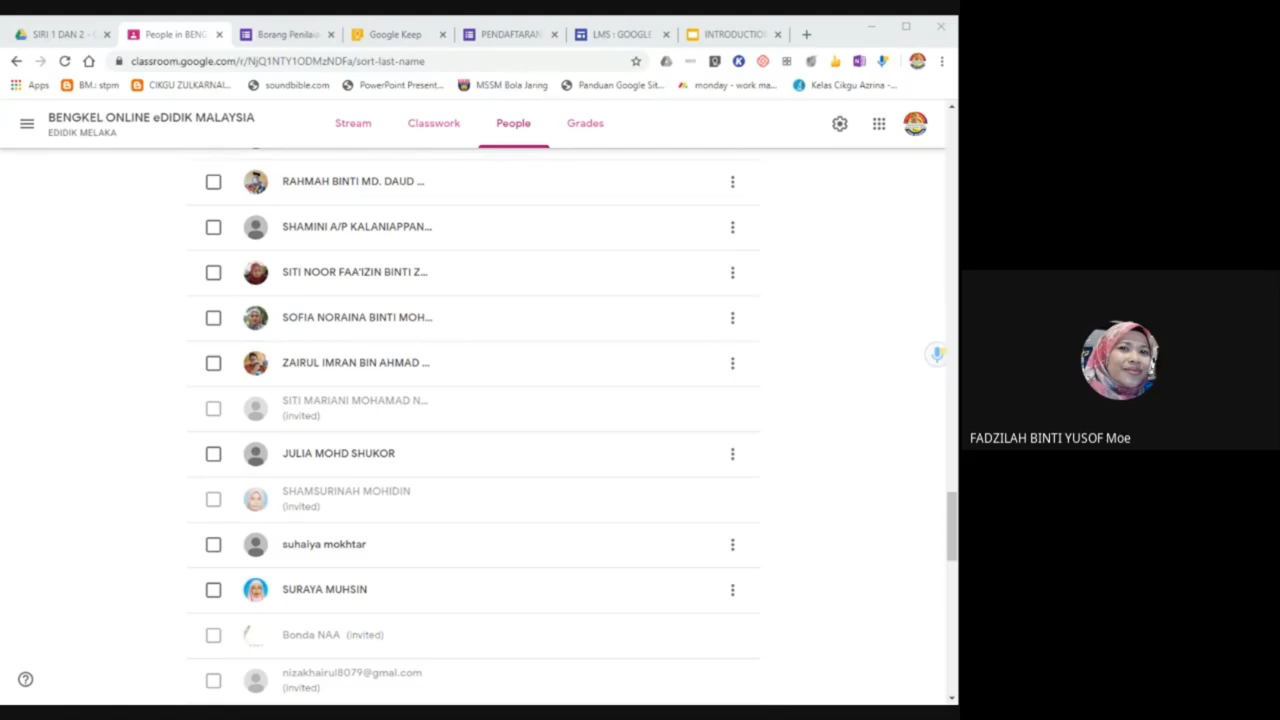 SIRI 1 DAN 2 -
People in BENG
Borang Penilaia
Google Keep
PENDAFTARAN
LMS : GOOGLE
INTRODUCTIO
classroom.google.com/r/NjQ1NTY1ODMzNDFa/sort-last-name
Apps
BM.: stpm
CIKGU ZULKARNAI...
soundbible.com
PowerPoint Present...
MSSM Bola Jaring
Panduan Google Sit...
monday - work ma...
Kelas Cikgu Azrina -...
BENGKEL ONLINE eDIDIK MALAYSIA
EDIDIK MELAKA
Stream
Classwork
People
Grades
RAHMAH BINTI MD. DAUD ...
SHAMINI A/P KALANIAPPAN...
SITI NOOR FAA'IZIN BINTI Z...
SOFIA NORAINA BINTI MOH...
ZAIRUL IMRAN BIN AHMAD ...
SITI MARIANI MOHAMAD N...
(invited)
JULIA MOHD SHUKOR
SHAMSURINAH MOHIDIN
(invited)
suhaiya mokhtar
SURAYA MUHSIN
Bonda NAA (invited)
nizakhairul8079@gmal.com
(invited)
FADZILAH BINTI YUSOF Moe